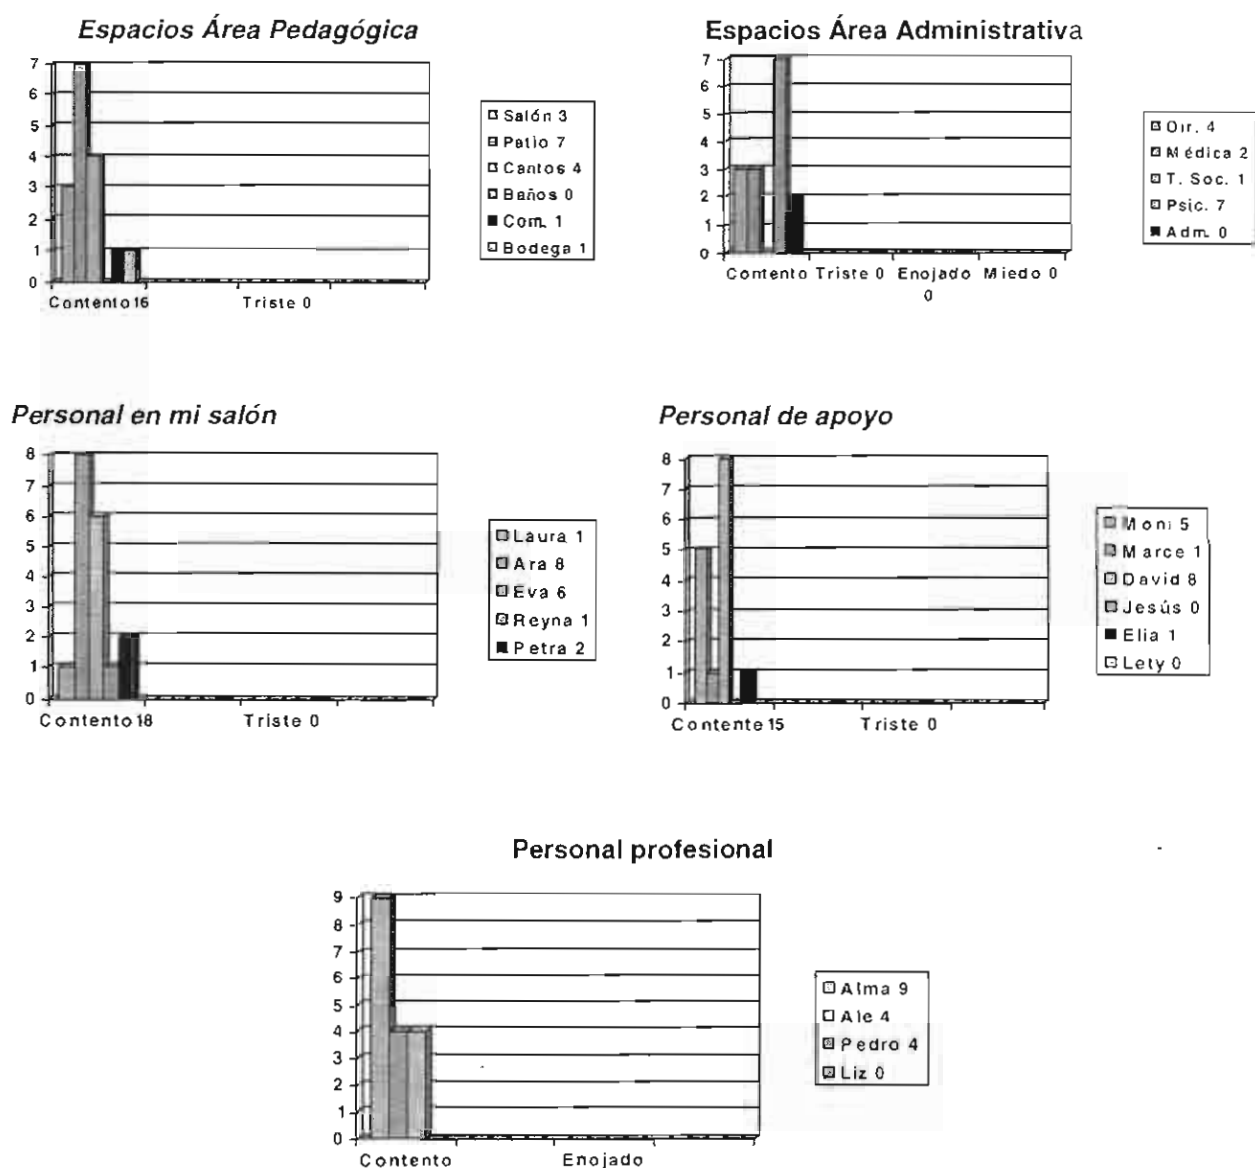 Espacios Área Pedagógica
7
6
5
4
3
2
1
0
Contento 16
Triste 0
Salón 3
Patio 7
Cantos 4
Baños 0
Com. 1
Bodega 1
Espacios Área Administrativa
7
6
5
4
3
2
1
0
Contento Triste 0 Enojado Miedo 0
0
Dir. 4
Médica 2
T. Soc. 1
Psic. 7
Adm. 0
Personal en mi salón
8
7
6
5
4
3
2
1
0
Contento 18
Triste 0
Laura 1
Ara 8
Eva 6
Reyna 1
Petra 2
Personal de apoyo
8
7
6
5
4
3
2
1
0
Contente 15
Triste 0
Moni 5
Marce 1
David 8
Jesús 0
Elia 1
Lety 0
Personal profesional
9
8
7
6
5
4
3
2
1
0
Contento
Enojado
Alma 9
Ale 4
Pedro 4
Liz 0